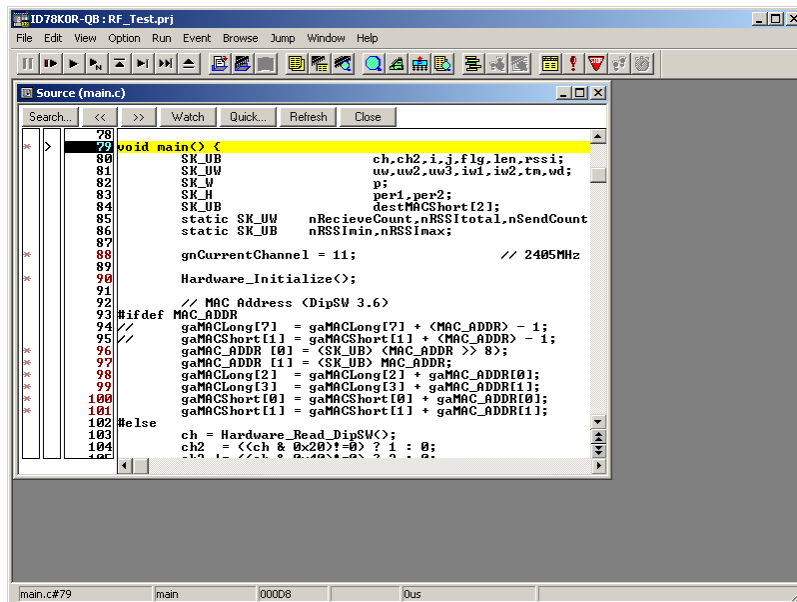 ID78K0R-QB : RF_Test.prj
File Edit View Option Run Event Browse Jump Window Help
Source (main.c)
Search... << >> Watch Quick... Refresh Close
78
* > 79 void main() {
80 SK_UB ch,ch2,i,j,flg,len,rssi;
81 SK_UW uw,uw2,uw3,iw1,iw2,tm,wd;
82 SK_W p;
83 SK_H per1,per2;
84 SK_UB destMACShort[2];
85 static SK_UW nRecieveCount,nRSSItotal,nSendCount
86 static SK_UB nRSSImin,nRSSImax;
87
* 88 gnCurrentChannel = 11; // 2405MHz
89
* 90 Hardware_Initialize();
91
92 // MAC Address (DipSW 3.6)
93 #ifdef MAC_ADDR
94 // gaMACLong[7] = gaMACLong[7] + (MAC_ADDR) - 1;
95 // gaMACShort[1] = gaMACShort[1] + (MAC_ADDR) - 1;
* 96 gaMAC_ADDR [0] = (SK_UB) (MAC_ADDR >> 8);
* 97 gaMAC_ADDR [1] = (SK_UB) MAC_ADDR;
* 98 gaMACLong[2] = gaMACLong[2] + gaMAC_ADDR[0];
* 99 gaMACLong[3] = gaMACLong[3] + gaMAC_ADDR[1];
* 100 gaMACShort[0] = gaMACShort[0] + gaMAC_ADDR[0];
* 101 gaMACShort[1] = gaMACShort[1] + gaMAC_ADDR[1];
102 #else
103 ch = Hardware_Read_DipSW();
104 ch2 = ((ch & 0x20)!=0) ? 1 : 0;
main.c#79 main 000D8 0us